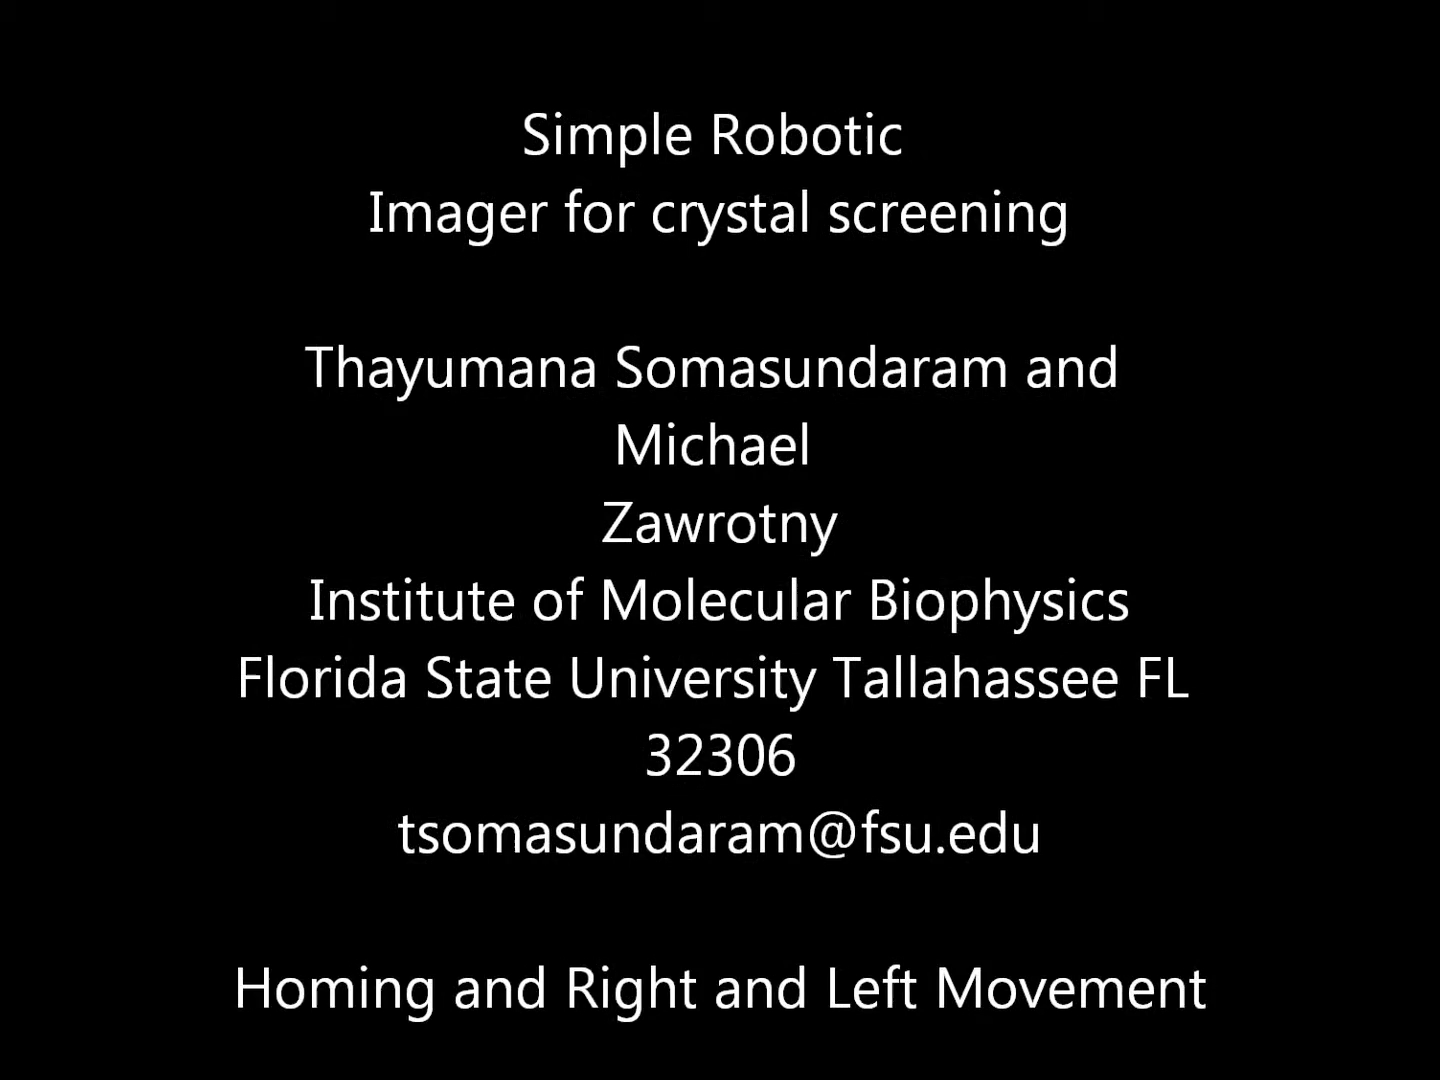 Simple Robotic
Imager for crystal screening
Thayumana Somasundaram and
Michael
Zawrotny
Institute of Molecular Biophysics
Florida State University Tallahassee FL
32306
tsomasundaram@fsu.edu
Homing and Right and Left Movement